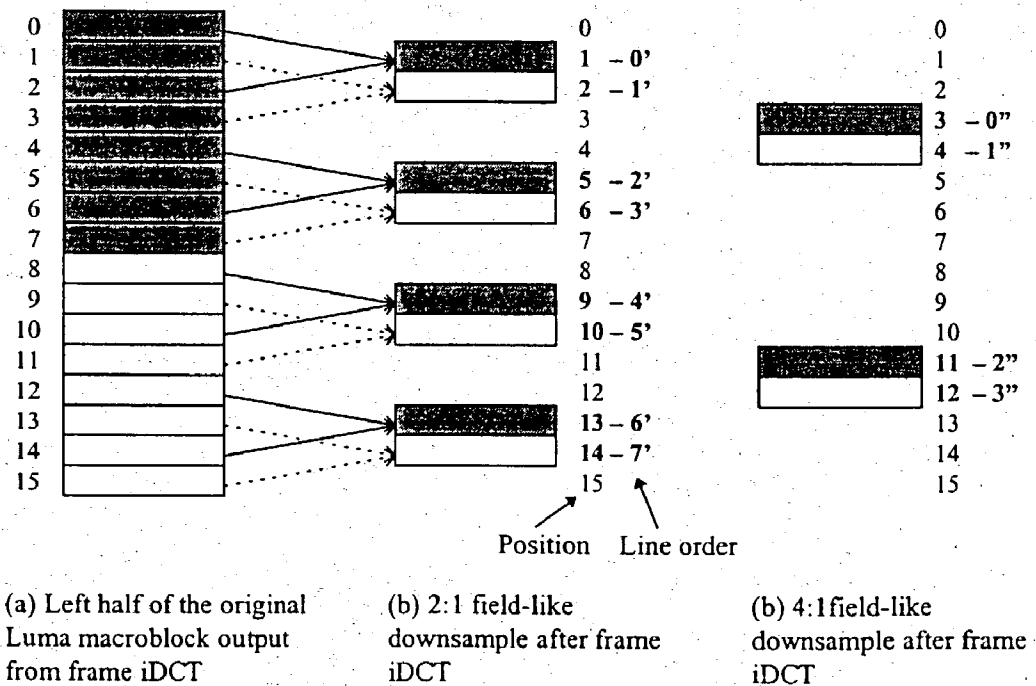 0
1
2
3
4
5
6
7
8
9
10
11
12
13
14
15
0
1 – 0'
2 – 1'
3
4
5 – 2'
6 – 3'
7
8
9 – 4'
10 – 5'
11
12
13 – 6'
14 – 7'
15
Position Line order
0
1
2
3 – 0"
4 – 1"
5
6
7
8
9
10
11 – 2"
12 – 3"
13
14
15
(a) Left half of the original
Luma macroblock output
from frame iDCT
(b) 2:1 field-like
downsample after frame
iDCT
(b) 4:1field-like
downsample after frame
iDCT